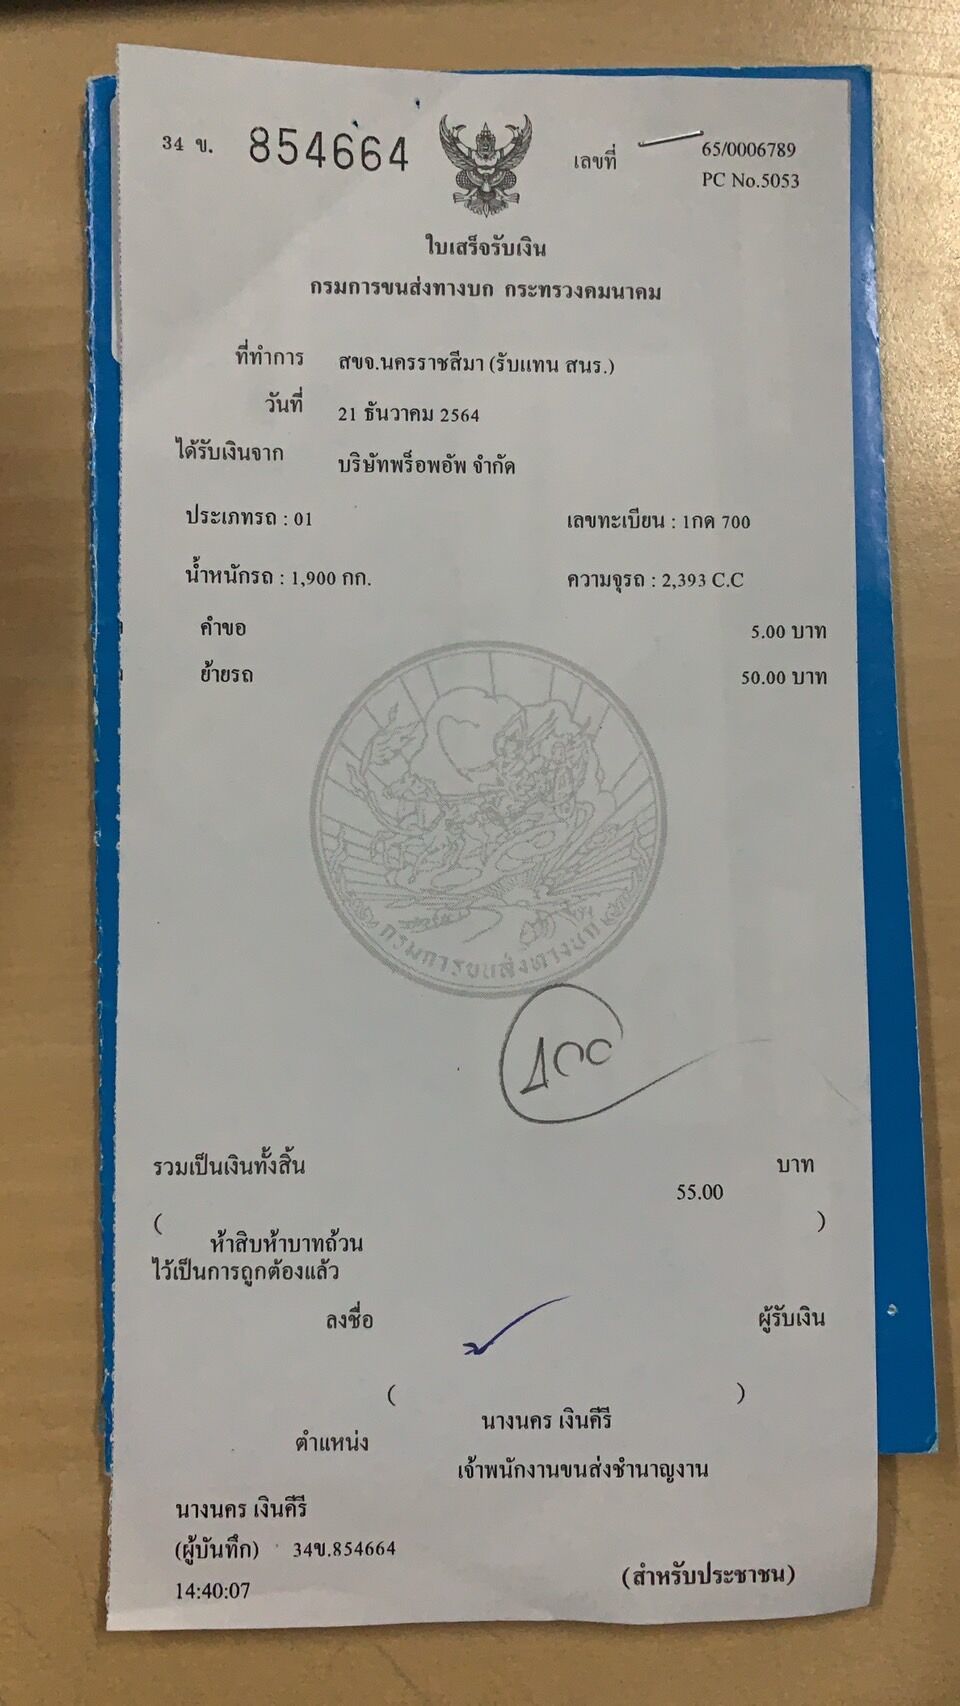 34 ข. 854664 เลขที่ 65/0006789
PC No.5053
ใบเสร็จรับเงิน
กรมการขนส่งทางบก กระทรวงคมนาคม
ที่ทำการ สขจ.นครราชสีมา (รับแทน สนร.)
วันที่ 21 ธันวาคม 2564
ได้รับเงินจาก บริษัทพร็อพอัพ จำกัด
ประเภทรถ : 01 เลขทะเบียน : 1กด 700
น้ำหนักรถ : 1,900 กก. ความจุรถ : 2,393 C.C
คำขอ 5.00 บาท
ย้ายรถ 50.00 บาท
กรมการขนส่งทางบก
รวมเป็นเงินทั้งสิ้น 55.00 บาท
( ห้าสิบห้าบาทถ้วน )
ไว้เป็นการถูกต้องแล้ว
ลงชื่อ ผู้รับเงิน
( นางนคร เงินคีรี )
ตำแหน่ง เจ้าพนักงานขนส่งชำนาญงาน
นางนคร เงินคีรี
(ผู้บันทึก) 34ข.854664
14:40:07 (สำหรับประชาชน)